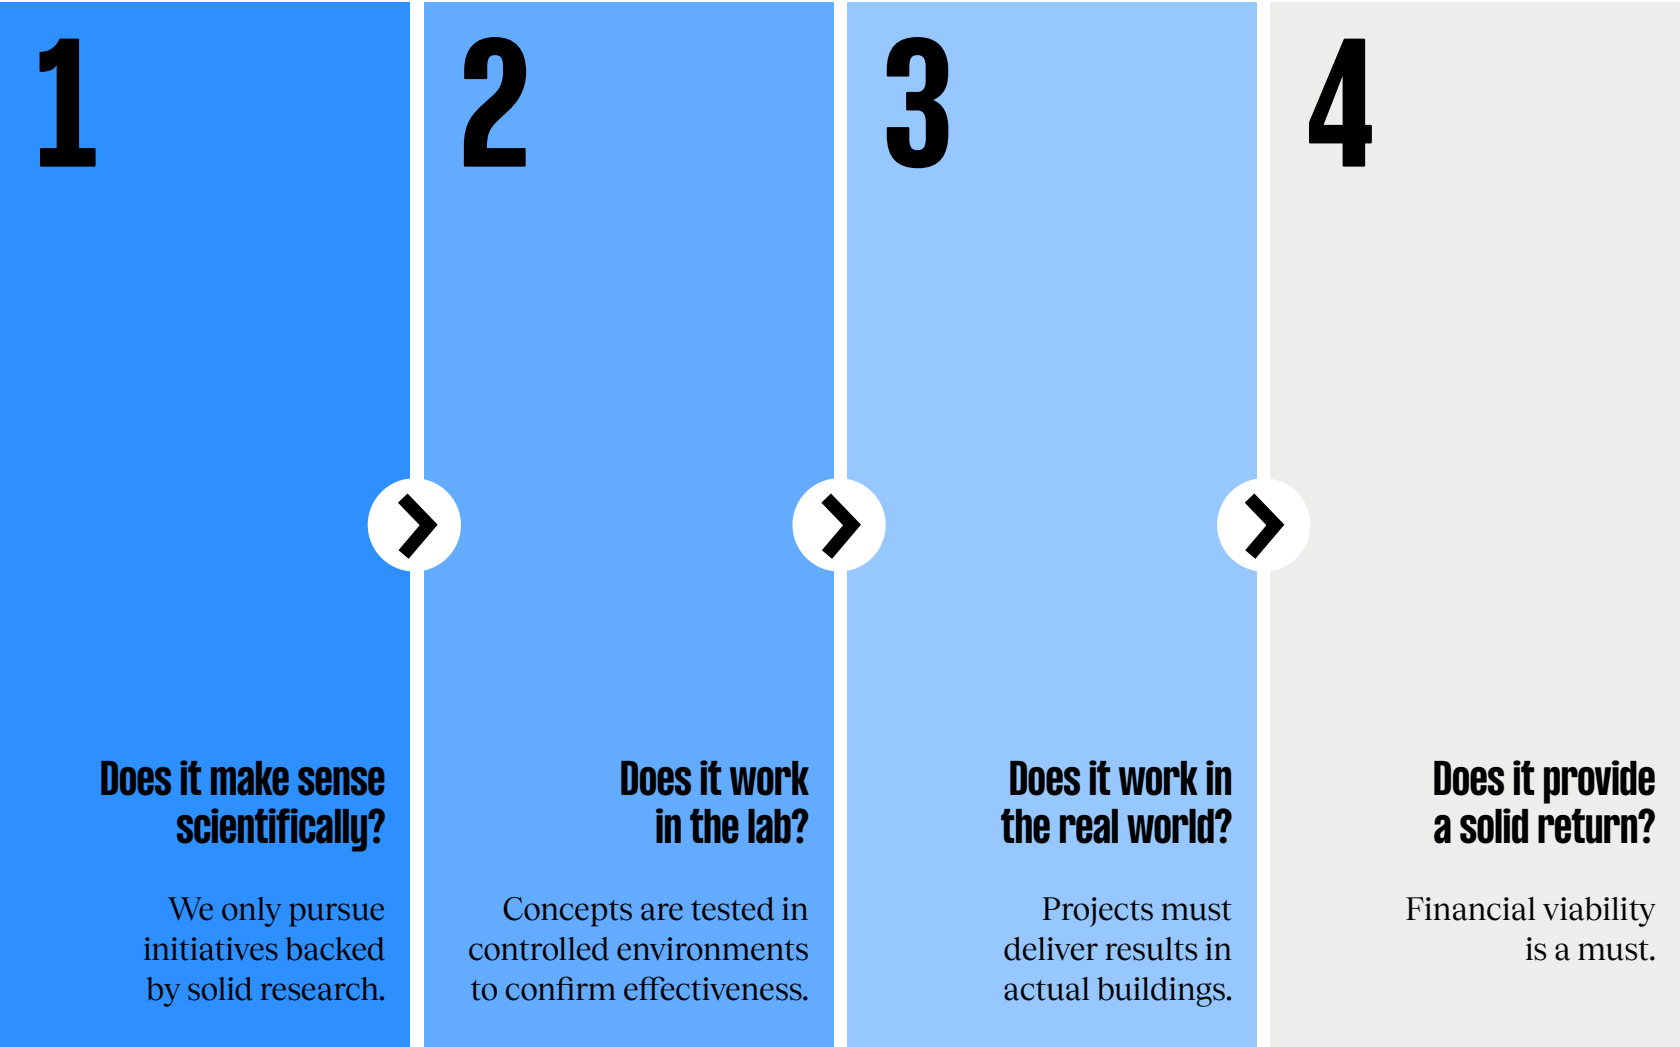 1
Does it make sense
scientifically?
We only pursue
initiatives backed
by solid research.
2
Does it work
in the lab?
Concepts are tested in
controlled environments
to confirm effectiveness.
3
Does it work in
the real world?
Projects must
deliver results in
actual buildings.
4
Does it provide
a solid return?
Financial viability
is a must.